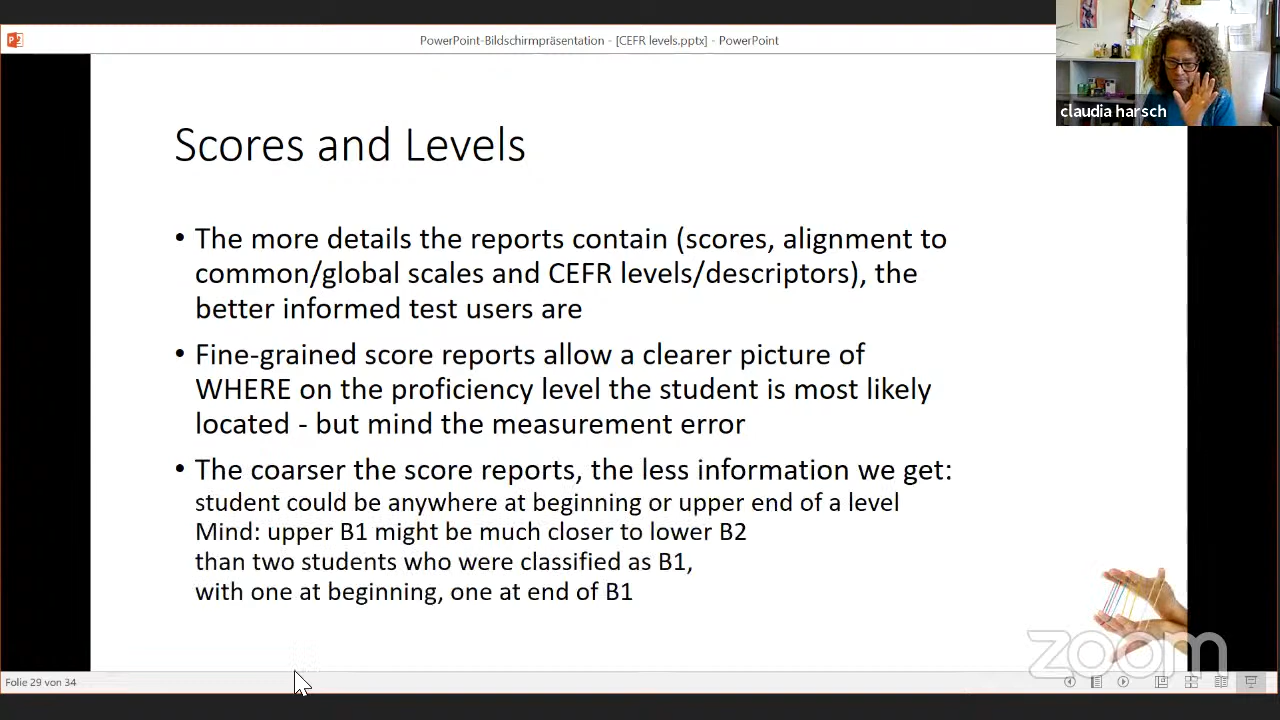 PowerPoint-Bildschirmpräsentation - [CEFR levels.pptx] - PowerPoint
claudia harsch
Scores and Levels
• The more details the reports contain (scores, alignment to
common/global scales and CEFR levels/descriptors), the
better informed test users are
• Fine-grained score reports allow a clearer picture of
WHERE on the proficiency level the student is most likely
located - but mind the measurement error
• The coarser the score reports, the less information we get:
student could be anywhere at beginning or upper end of a level
Mind: upper B1 might be much closer to lower B2
than two students who were classified as B1,
with one at beginning, one at end of B1
zoom
Folie 29 von 34